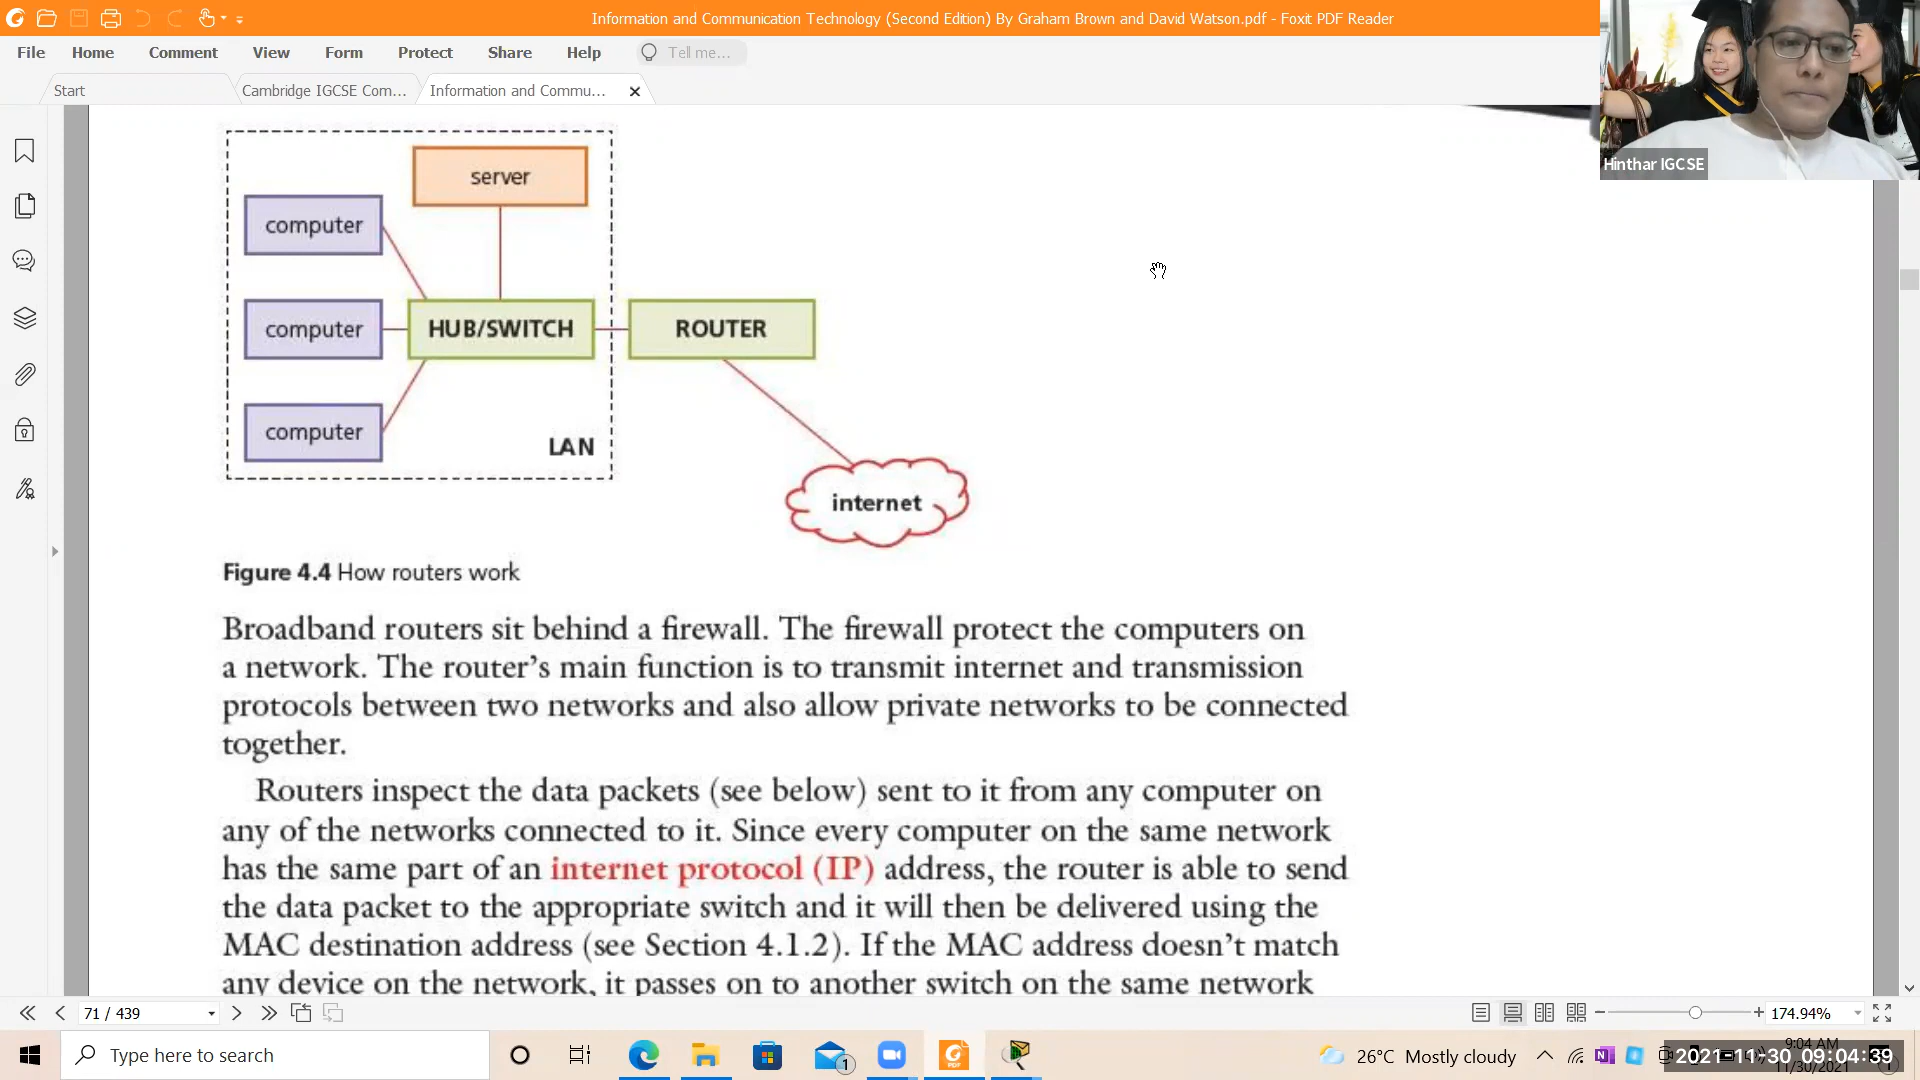 Information and Communication Technology (Second Edition) By Graham Brown and David Watson.pdf - Foxit PDF Reader
File Home Comment View Form Protect Share Help Tell me...
Start Cambridge IGCSE Com... Information and Commu...
Hinthar IGCSE
server
computer
computer HUB/SWITCH ROUTER
computer
LAN
internet
Figure 4.4 How routers work
Broadband routers sit behind a firewall. The firewall protect the computers on
a network. The router's main function is to transmit internet and transmission
protocols between two networks and also allow private networks to be connected
together.
Routers inspect the data packets (see below) sent to it from any computer on
any of the networks connected to it. Since every computer on the same network
has the same part of an internet protocol (IP) address, the router is able to send
the data packet to the appropriate switch and it will then be delivered using the
MAC destination address (see Section 4.1.2). If the MAC address doesn't match
any device on the network, it passes on to another switch on the same network
71 / 439
174.94%
Type here to search
1
26°C Mostly cloudy
9:04 AM
2021-11-30 09:04:39